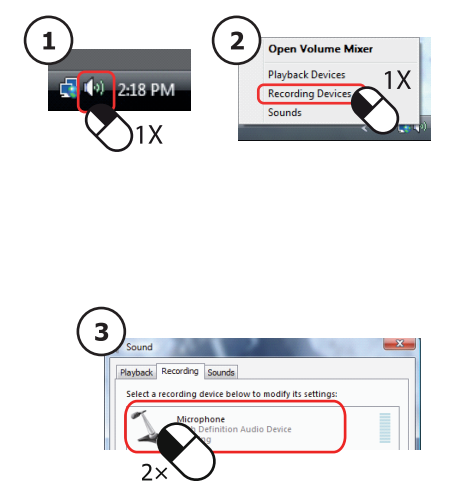 1
2:18 PM
1X
2
Open Volume Mixer
Playback Devices
Recording Devices
Sounds
1X
3
Sound
Playback Recording Sounds
Select a recording device below to modify its settings:
Microphone
Definition Audio Device
2×